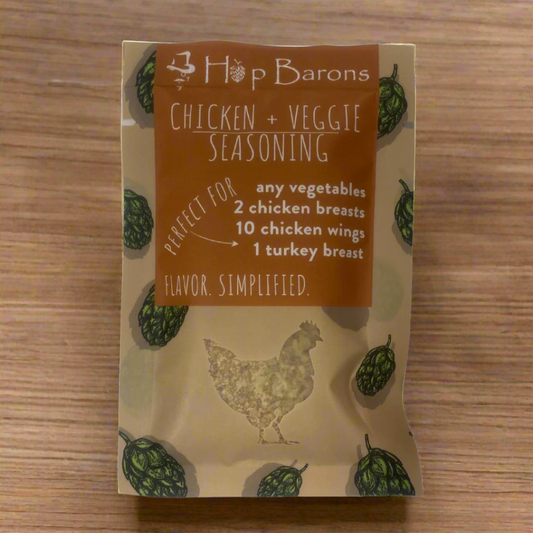 Hop Barons
CHICKEN + VEGGIE
SEASONING
PERFECT FOR
any vegetables
2 chicken breasts
10 chicken wings
1 turkey breast
FLAVOR. SIMPLIFIED.